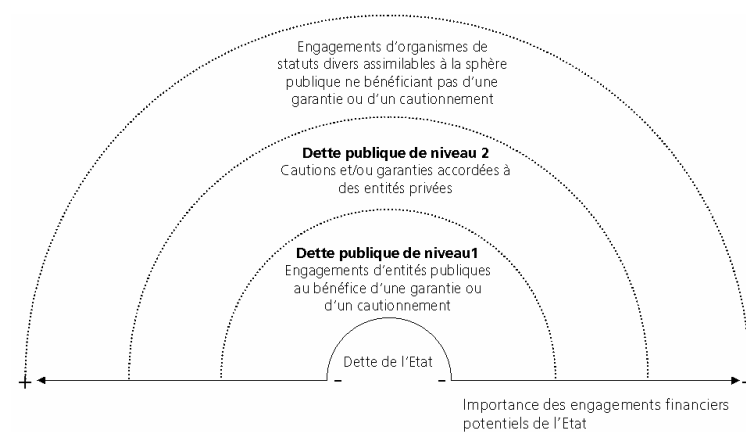 Engagements d'organismes de
statuts divers assimilables à la sphère
publique ne bénéficiant pas d'une
garantie ou d'un cautionnement
Dette publique de niveau 2
Cautions et/ou garanties accordées à
des entités privées
Dette publique de niveau1
Engagements d'entités publiques
au bénéfice d'une garantie ou
d'un cautionnement
Dette de l'Etat
+ - - -
Importance des engagements financiers
potentiels de l'Etat